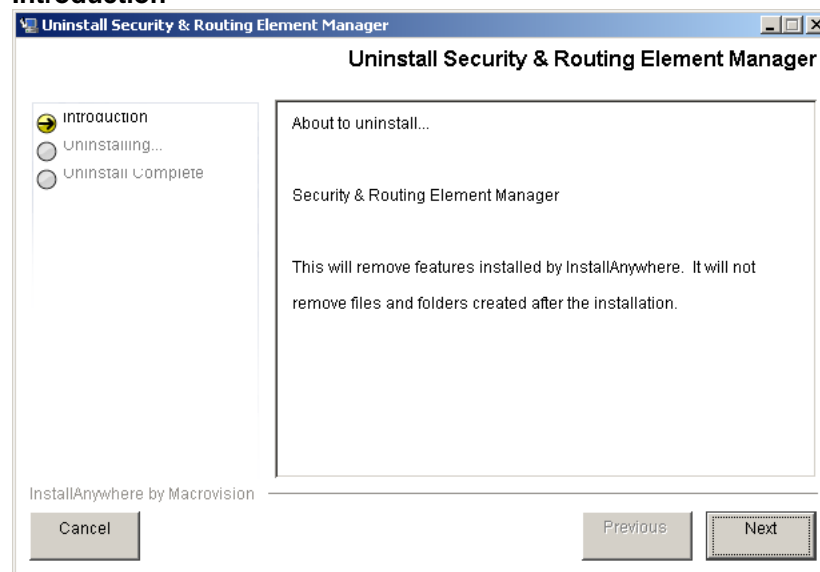 Introduction
Uninstall Security & Routing Element Manager
Uninstall Security & Routing Element Manager
Introduction
Uninstalling...
Uninstall Complete
About to uninstall...
Security & Routing Element Manager
This will remove features installed by InstallAnywhere. It will not
remove files and folders created after the installation.
InstallAnywhere by Macrovision
Cancel
Previous
Next